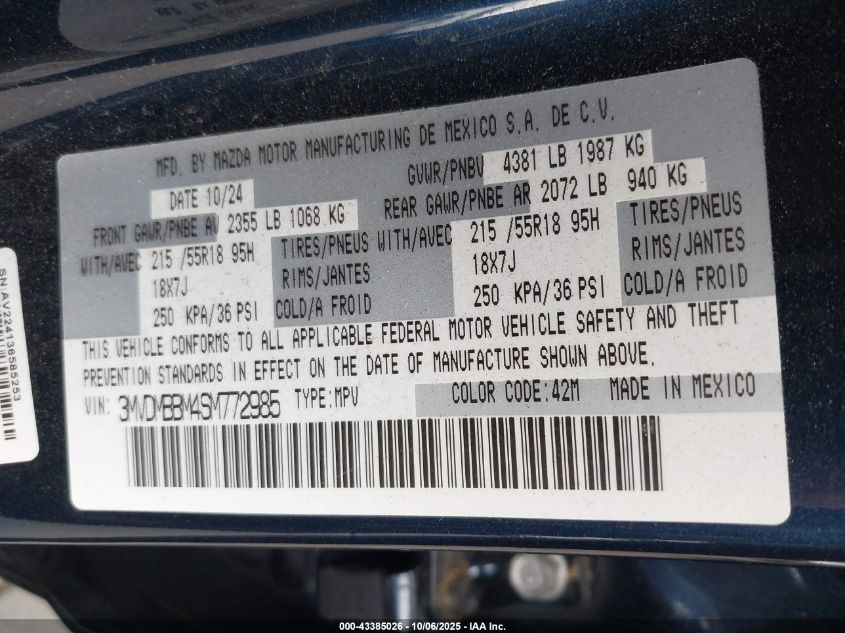 MFD. BY MAZDA MOTOR MANUFACTURING DE MEXICO S.A. DE C.V.
DATE 10/24 GVWR/PNBV 4381 LB 1987 KG
FRONT GAWR/PNBE AV 2355 LB 1068 KG REAR GAWR/PNBE AR 2072 LB 940 KG
WITH/AVEC 215 /55R18 95H TIRES/PNEUS WITH/AVEC 215 /55R18 95H TIRES/PNEUS
18X7J RIMS/JANTES 18X7J RIMS/JANTES
250 KPA/36 PSI COLD/A FROID 250 KPA/36 PSI COLD/A FROID
THIS VEHICLE CONFORMS TO ALL APPLICABLE FEDERAL MOTOR VEHICLE SAFETY AND THEFT
PREVENTION STANDARDS IN EFFECT ON THE DATE OF MANUFACTURE SHOWN ABOVE.
VIN: 3MVDMBBM4SM772985 TYPE:MPV COLOR CODE:42M MADE IN MEXICO
SN:AV224136585253
000-43385026 - 10/06/2025 - IAA Inc.